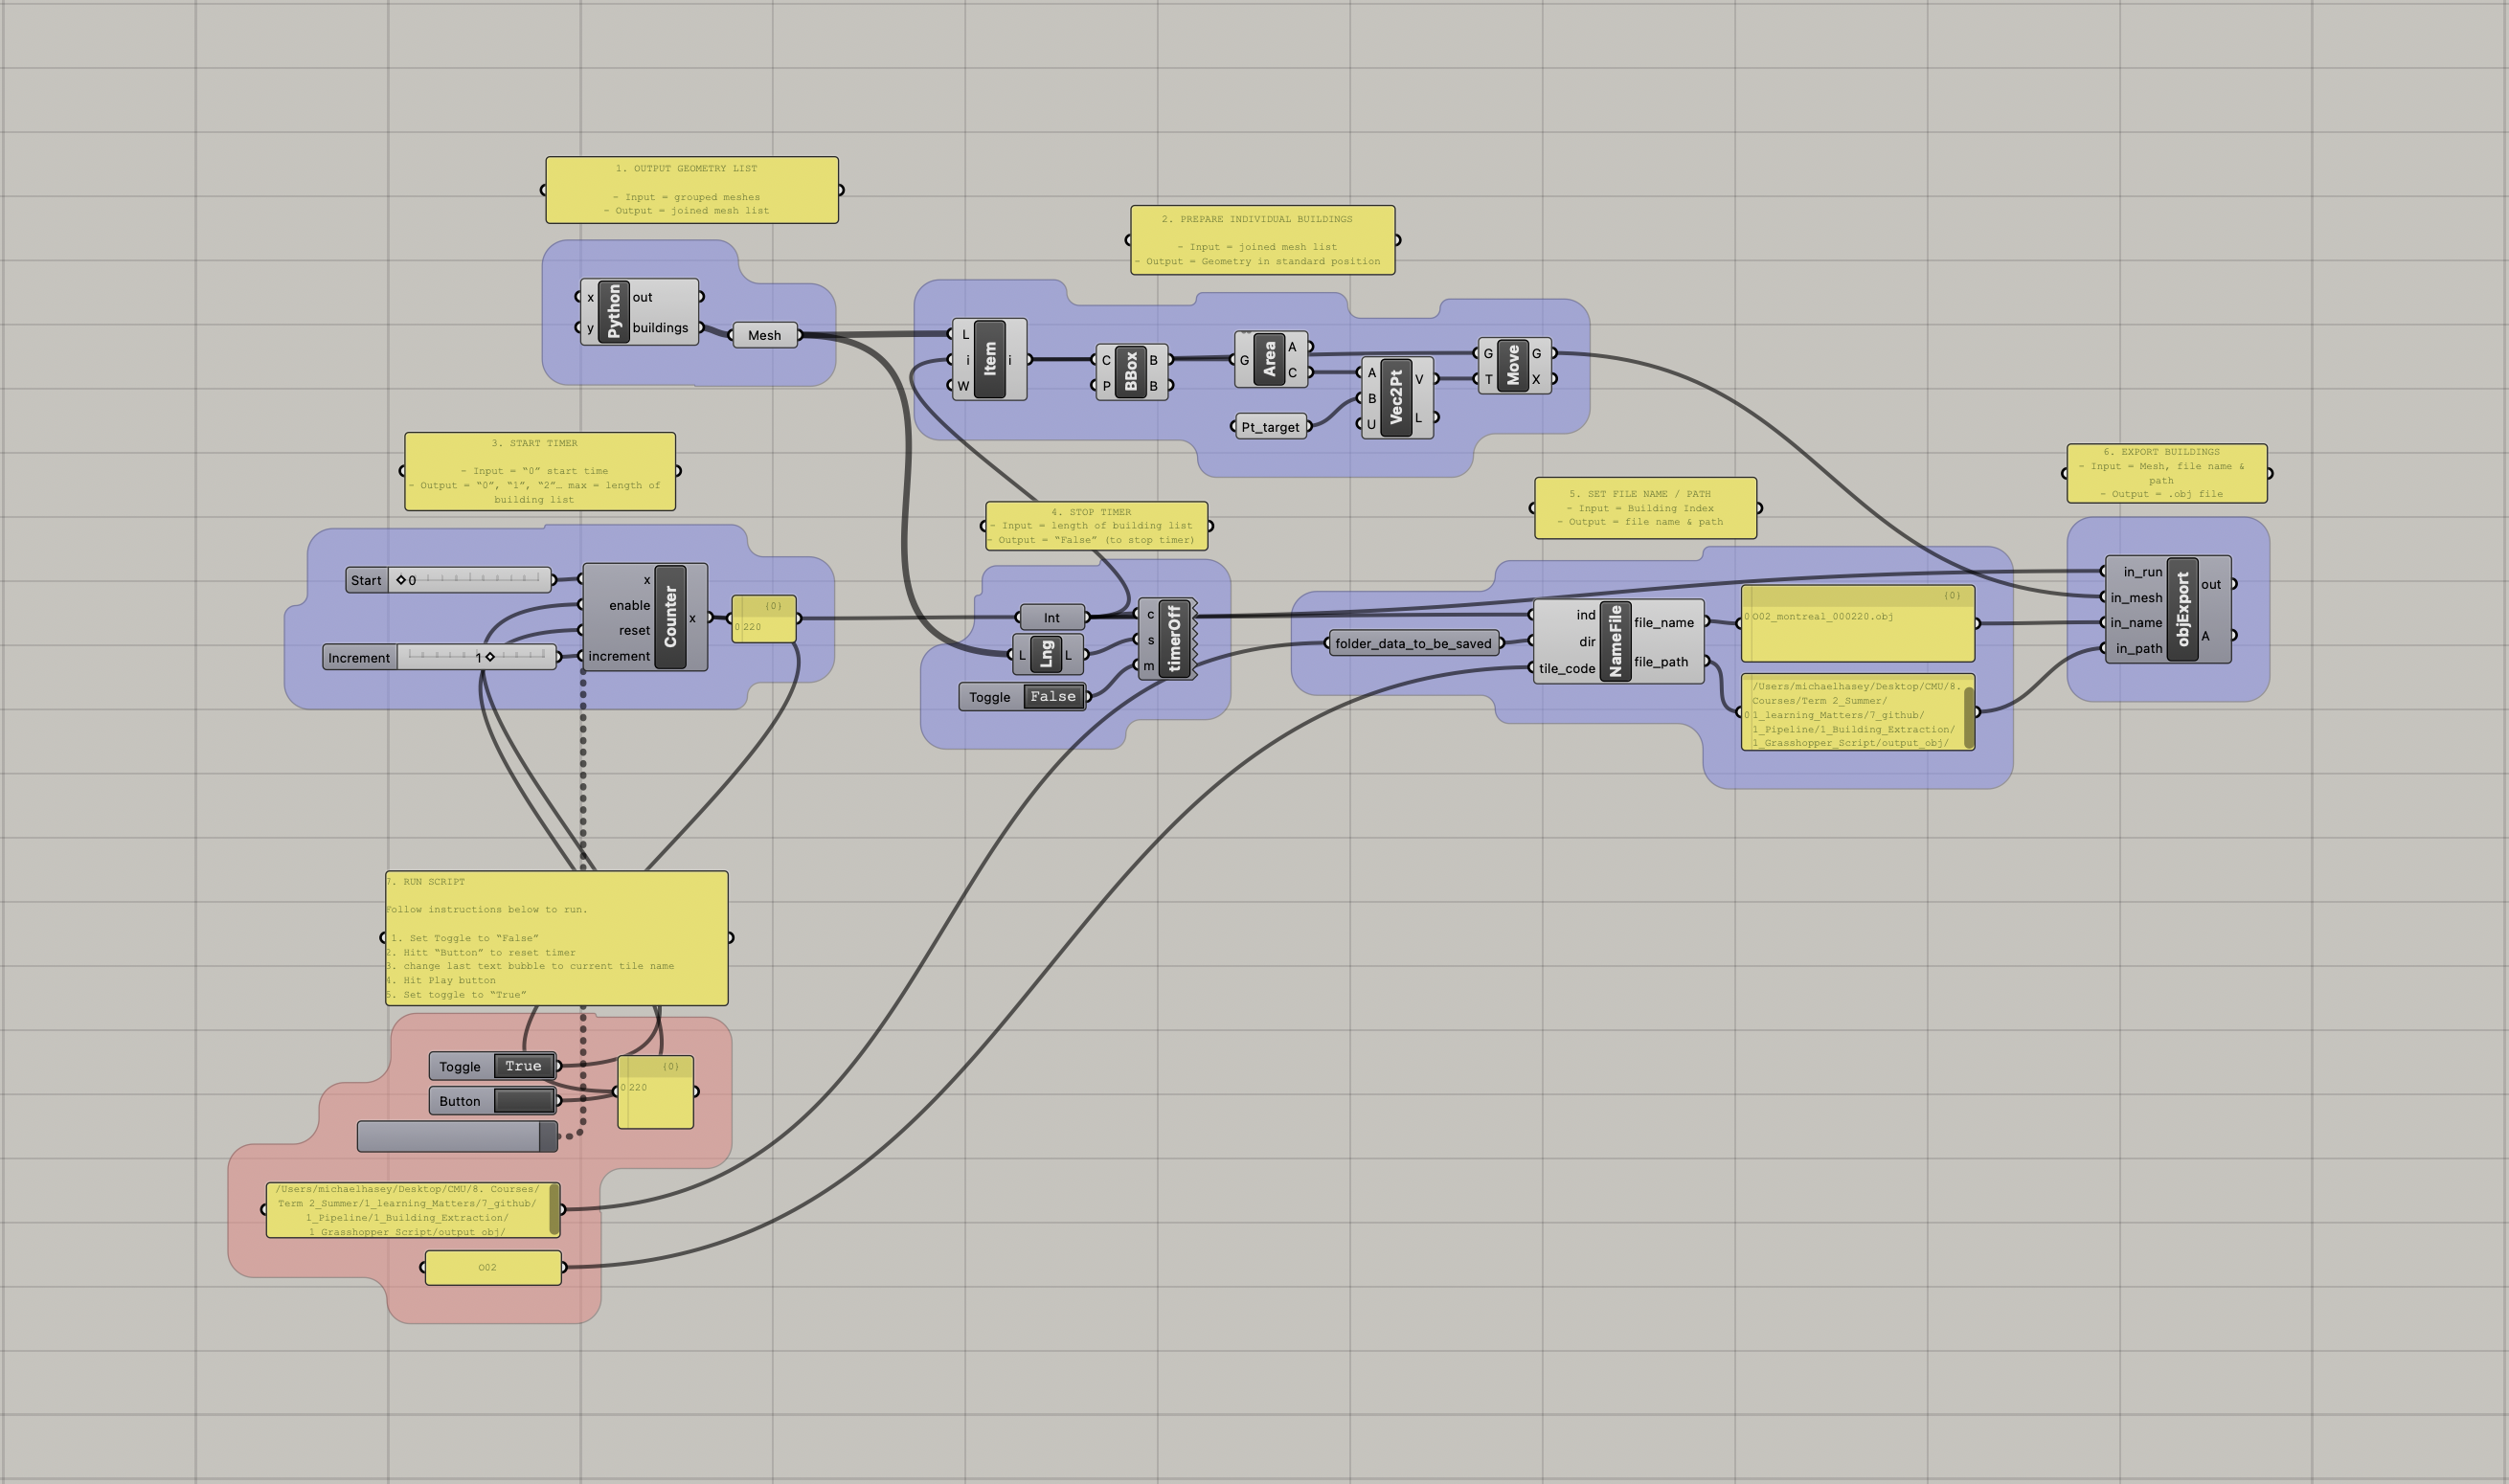 1. OUTPUT GEOMETRY LIST
- Input = grouped meshes
- Output = joined mesh list
x
y
Python
out
buildings
Mesh
2. PREPARE INDIVIDUAL BUILDINGS
- Input = joined mesh list
- Output = Geometry in standard position
L
i
W
Item
i
C
P
BBox
B
B
G
Area
A
C
Pt_target
A
B
U
Vec2Pt
V
L
G
T
Move
G
X
3. START TIMER
- Input = “0” start time
- Output = “0”, “1”, “2”… max = length of
building list
Start
0
Increment
1
x
enable
reset
increment
Counter
x
{0}
0 220
4. STOP TIMER
- Input = length of building list
- Output = “False” (to stop timer)
Int
L
Lng
L
Toggle
False
c
s
m
timerOff
5. SET FILE NAME / PATH
- Input = Building Index
- Output = file name & path
folder_data_to_be_saved
ind
dir
tile_code
NameFile
file_name
file_path
{0}
0 002_montreal_000220.obj
0 /Users/michaelhasey/Desktop/CMU/8.
Courses/Term 2_Summer/
1_learning_Matters/7_github/
1_Pipeline/1_Building_Extraction/
1_Grasshopper_Script/output_obj/
6. EXPORT BUILDINGS
- Input = Mesh, file name &
path
- Output = .obj file
in_run
in_mesh
in_name
in_path
objExport
out
A
7. RUN SCRIPT
Follow instructions below to run.
1. Set Toggle to “False”
2. Hitt “Button” to reset timer
3. change last text bubble to current tile name
4. Hit Play button
5. Set toggle to “True”
Toggle
True
Button
{0}
0 220
/Users/michaelhasey/Desktop/CMU/8. Courses/
Term 2_Summer/1_learning_Matters/7_github/
1_Pipeline/1_Building_Extraction/
1_Grasshopper_Script/output_obj/
002